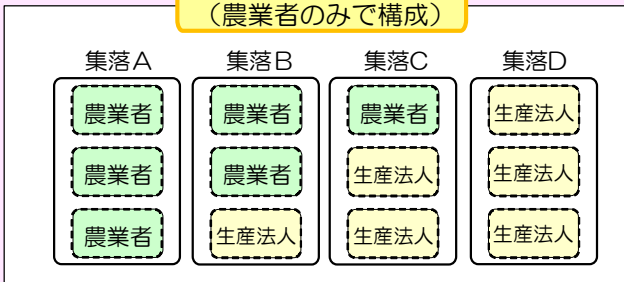 （農業者のみで構成）
集落A 集落B 集落C 集落D
農業者 農業者 農業者 生産法人
農業者 農業者 生産法人 生産法人
農業者 生産法人 生産法人 生産法人